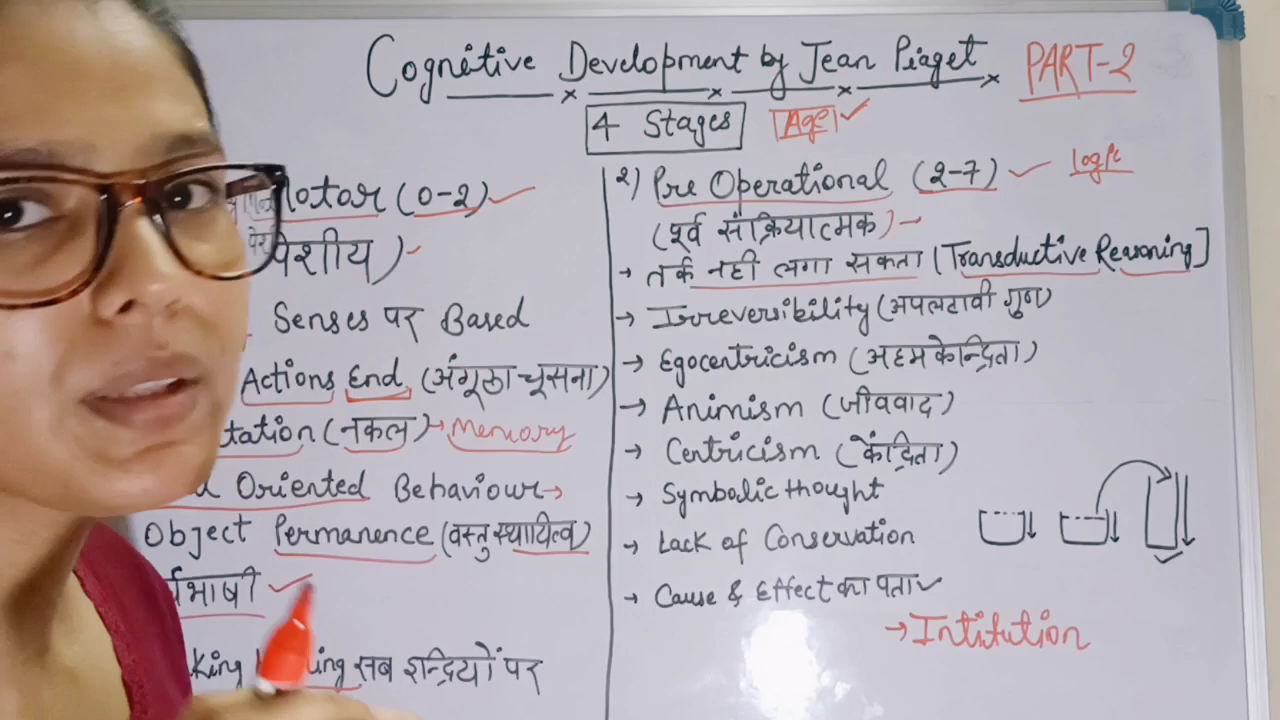 Cognitive Development by Jean Piaget PART-2
4 Stages Age
Motor (0-2)
पेशीय)
Senses पर Based
Actions End (अंगूठा चूसना)
tation (नकल) → Memory
Oriented Behaviour →
Object Permanence (वस्तु स्थायित्व)
भाषी
king सब इन्द्रियों पर
2) Pre Operational (2-7) logic
(पूर्व संक्रियात्मक)
→ तर्क नही लगा सकता (Transductive Reasoning]
→ Irreversibility (अपलटावी गुण)
→ Egocentricism (अहम केन्द्रिता)
→ Animism (जीववाद)
→ Centricism (केंद्रिता)
→ Symbolic thought
→ Lack of Conservation
→ Cause & Effect का पता
→ Intitution